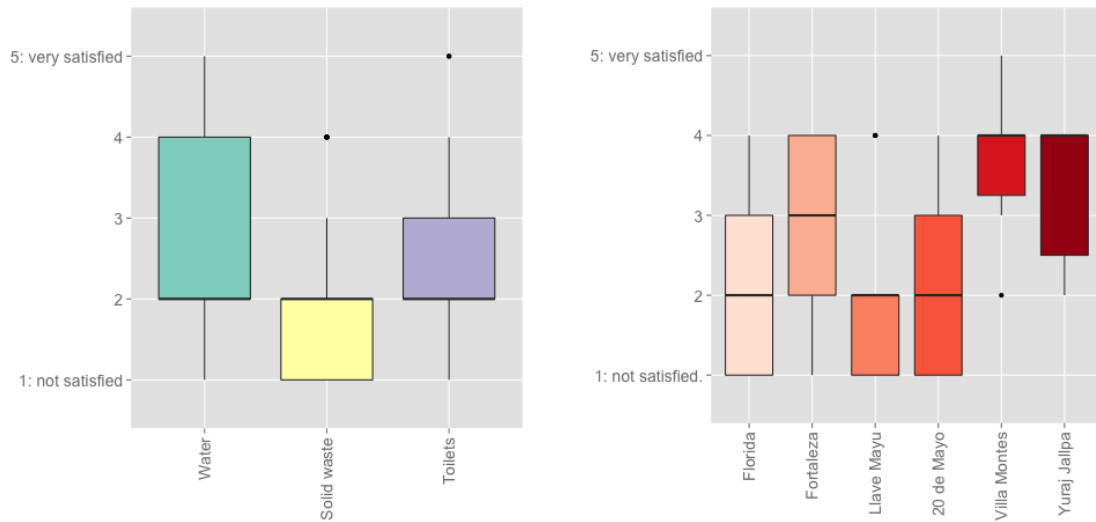 5: very satisfied
4
3
2
1: not satisfied
Water
Solid waste
Toilets
5: very satisfied
4
3
2
1: not satisfied.
Florida
Fortaleza
Llave Mayu
20 de Mayo
Villa Montes
Yuraj Jallpa